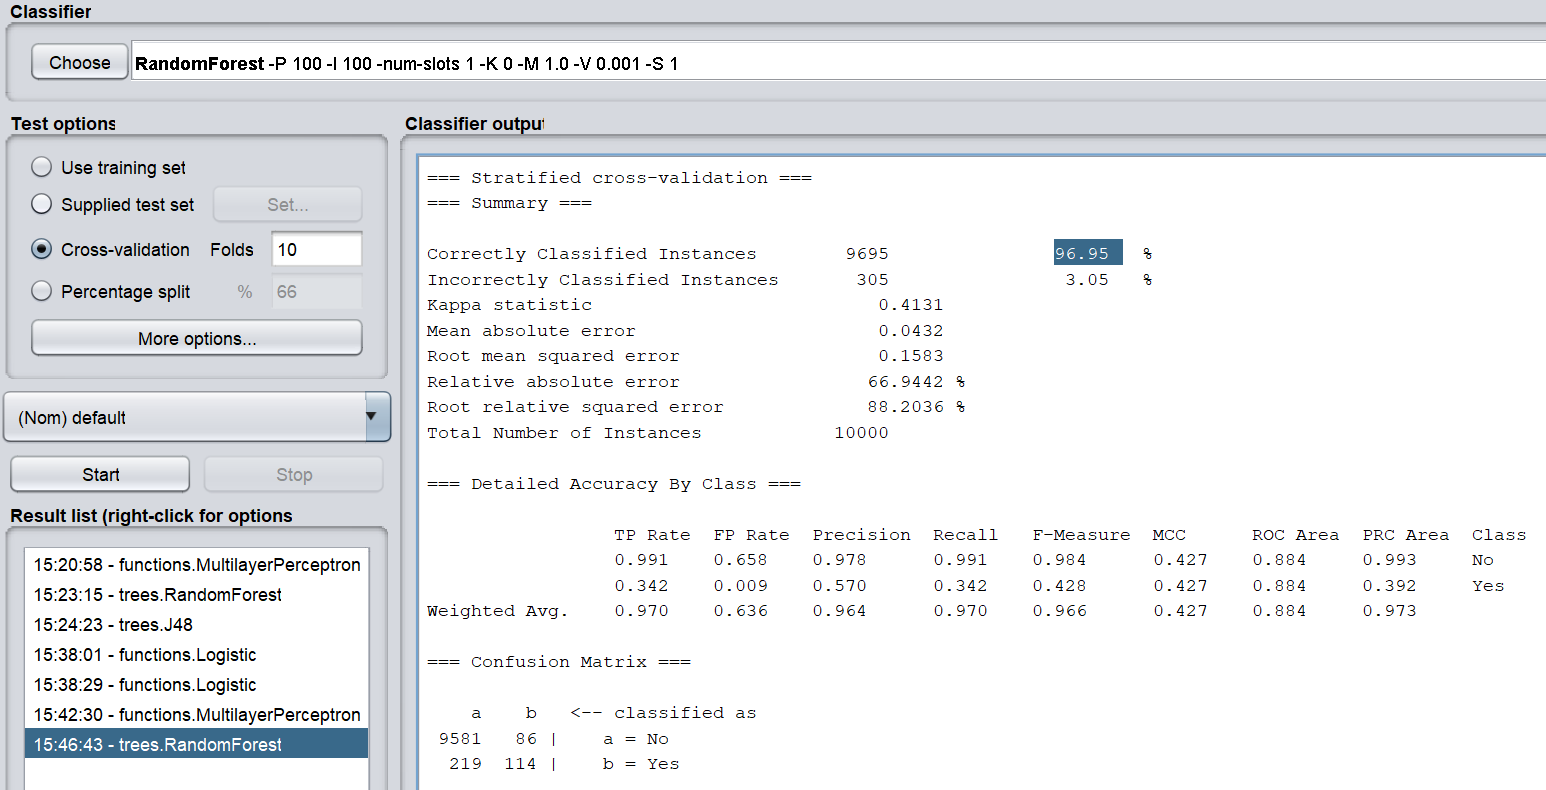 Classifier
Choose RandomForest -P 100 -I 100 -num-slots 1 -K 0 -M 1.0 -V 0.001 -S 1
Test options
Use training set
Supplied test set Set...
Cross-validation Folds 10
Percentage split % 66
More options...
(Nom) default
Start Stop
Result list (right-click for options
15:20:58 - functions.MultilayerPerceptron
15:23:15 - trees.RandomForest
15:24:23 - trees.J48
15:38:01 - functions.Logistic
15:38:29 - functions.Logistic
15:42:30 - functions.MultilayerPerceptron
15:46:43 - trees.RandomForest
Classifier output
=== Stratified cross-validation ===
=== Summary ===
Correctly Classified Instances 9695 96.95 %
Incorrectly Classified Instances 305 3.05 %
Kappa statistic 0.4131
Mean absolute error 0.0432
Root mean squared error 0.1583
Relative absolute error 66.9442 %
Root relative squared error 88.2036 %
Total Number of Instances 10000
=== Detailed Accuracy By Class ===
TP Rate FP Rate Precision Recall F-Measure MCC ROC Area PRC Area Class
0.991 0.658 0.978 0.991 0.984 0.427 0.884 0.993 No
0.342 0.009 0.570 0.342 0.428 0.427 0.884 0.392 Yes
Weighted Avg. 0.970 0.636 0.964 0.970 0.966 0.427 0.884 0.973
=== Confusion Matrix ===
a b <-- classified as
9581 86 | a = No
219 114 | b = Yes